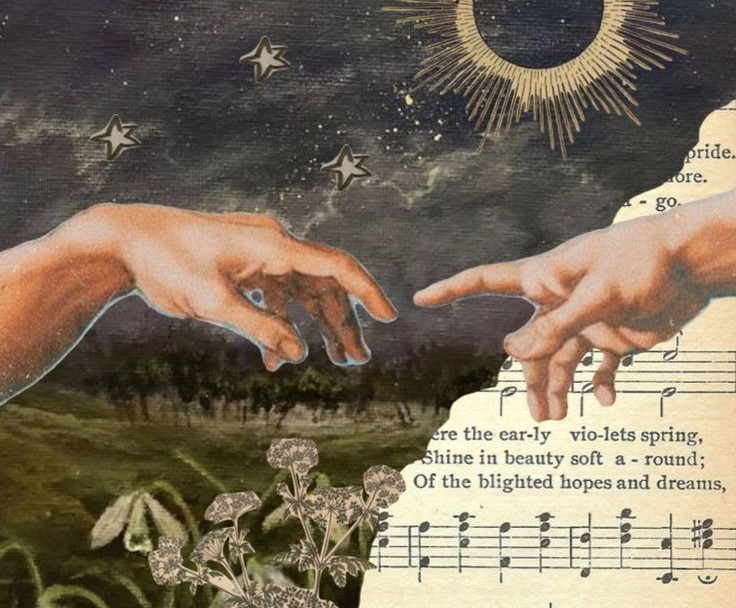 pride.
ore.
a - go.
ere the ear-ly vio-lets spring,
Shine in beauty soft a - round;
Of the blighted hopes and dreams,